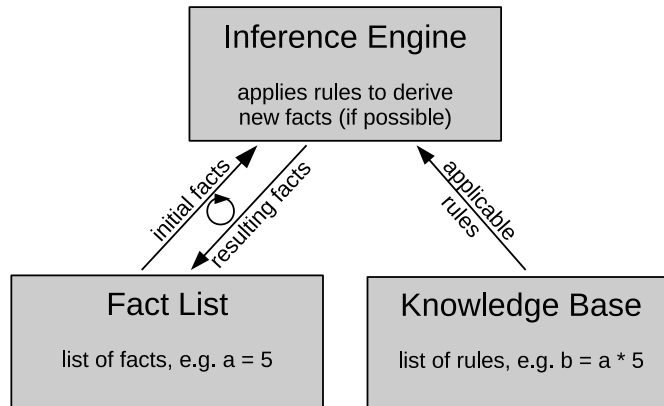 Inference Engine
applies rules to derive
new facts (if possible)
initial facts
resulting facts
applicable
rules
Fact List
list of facts, e.g. a = 5
Knowledge Base
list of rules, e.g. b = a * 5